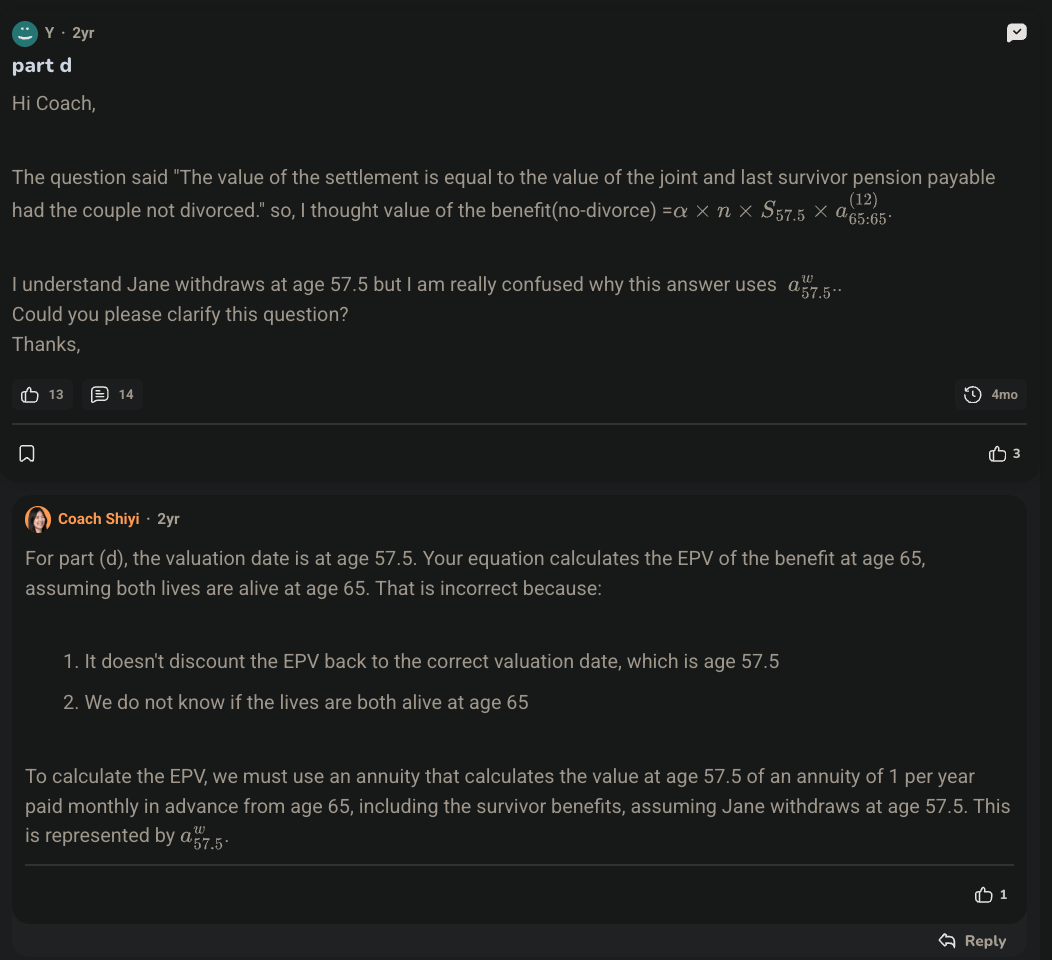 Y · 2yr
part d
Hi Coach,
The question said "The value of the settlement is equal to the value of the joint and last survivor pension payable
had the couple not divorced." so, I thought value of the benefit(no-divorce) =α × n × S_{57.5} × a_{65:65}^{(12)}.
I understand Jane withdraws at age 57.5 but I am really confused why this answer uses a_{57.5}^{w}..
Could you please clarify this question?
Thanks,
13 14 4mo
3
Coach Shiyi · 2yr
For part (d), the valuation date is at age 57.5. Your equation calculates the EPV of the benefit at age 65,
assuming both lives are alive at age 65. That is incorrect because:
1. It doesn't discount the EPV back to the correct valuation date, which is age 57.5
2. We do not know if the lives are both alive at age 65
To calculate the EPV, we must use an annuity that calculates the value at age 57.5 of an annuity of 1 per year
paid monthly in advance from age 65, including the survivor benefits, assuming Jane withdraws at age 57.5. This
is represented by a_{57.5}^{w}.
1
Reply